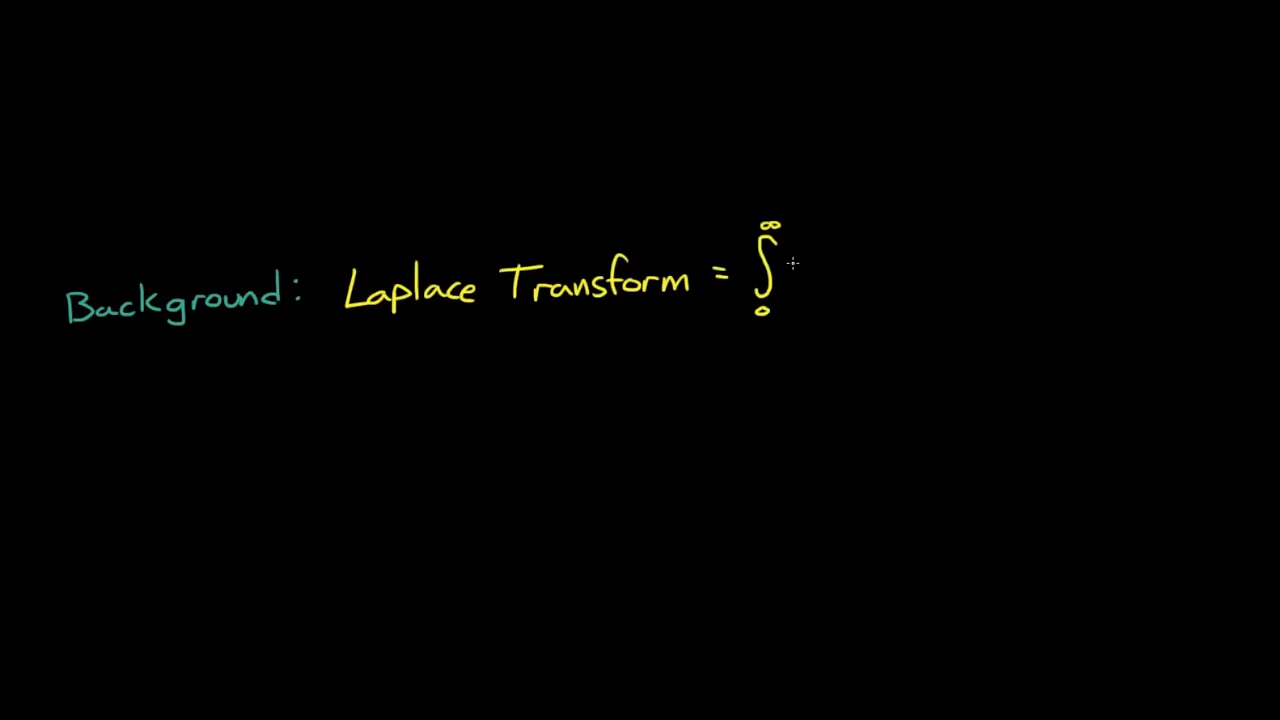 Background: Laplace Transform = ∫₀^∞